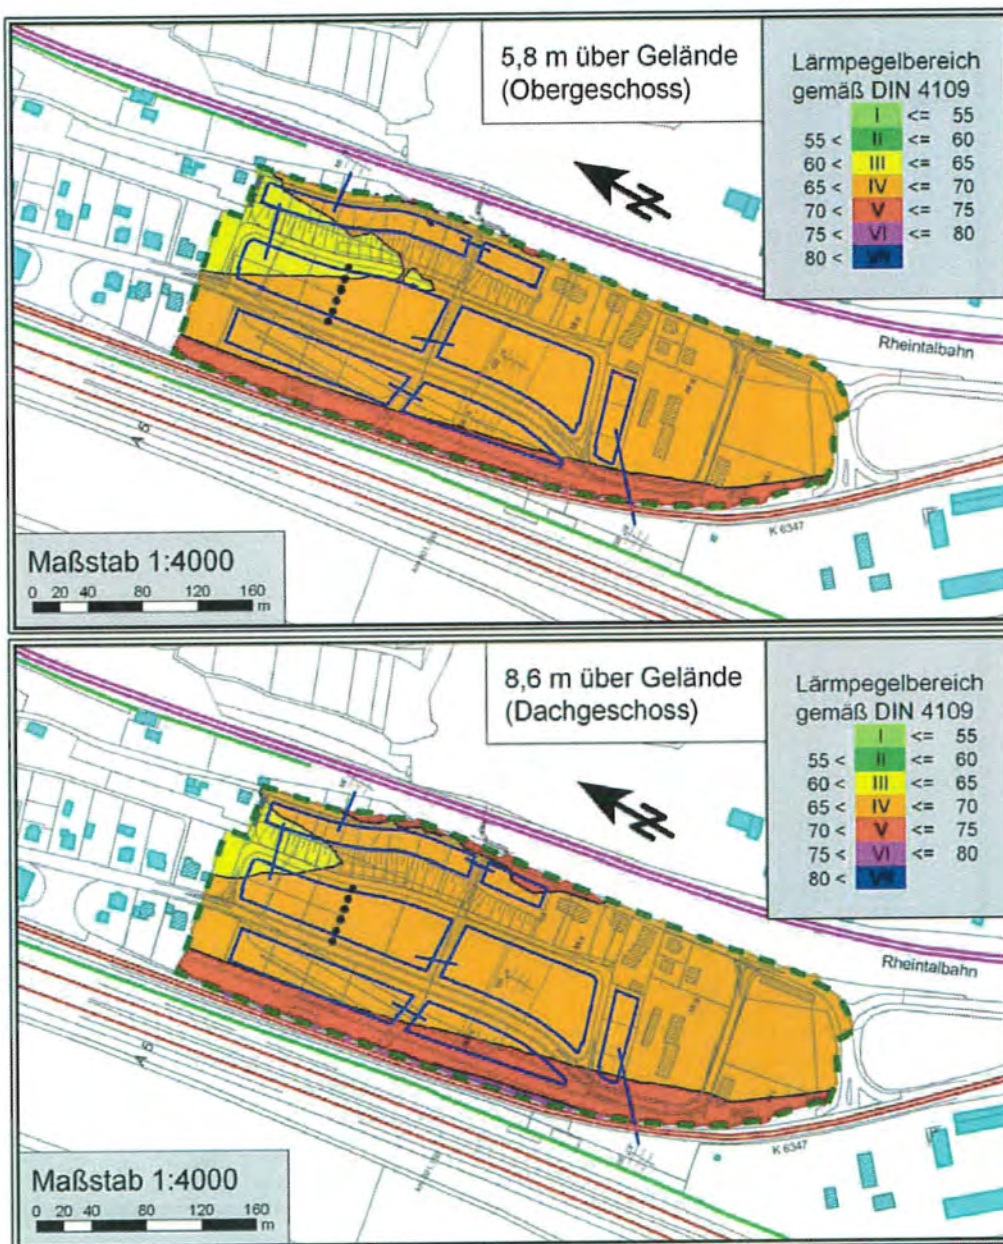 5,8 m über Gelände
(Obergeschoss)
Lärmpegelbereich
gemäß DIN 4109
I <= 55
55 < II <= 60
60 < III <= 65
65 < IV <= 70
70 < V <= 75
75 < VI <= 80
80 < VII
N
Rheintalbahn
A 5
K 6347
Maßstab 1:4000
0 20 40 80 120 160
m
8,6 m über Gelände
(Dachgeschoss)
Lärmpegelbereich
gemäß DIN 4109
I <= 55
55 < II <= 60
60 < III <= 65
65 < IV <= 70
70 < V <= 75
75 < VI <= 80
80 < VII
N
Rheintalbahn
A 5
K 6347
Maßstab 1:4000
0 20 40 80 120 160
m